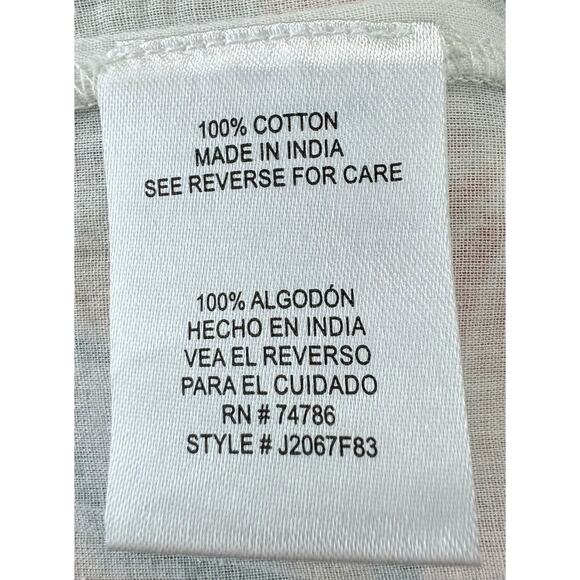 100% COTTON
MADE IN INDIA
SEE REVERSE FOR CARE
100% ALGODÓN
HECHO EN INDIA
VEA EL REVERSO
PARA EL CUIDADO
RN # 74786
STYLE # J2067F83